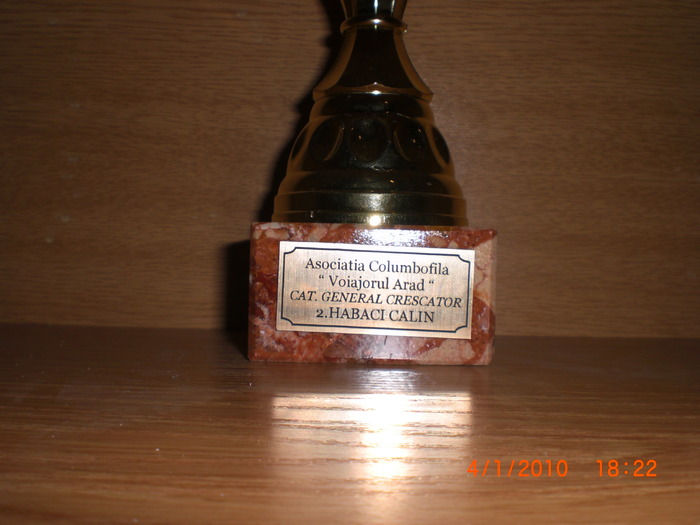 Asociatia Columbofila
“ Voiajorul Arad “
CAT. GENERAL CRESCATOR
2.HABACI CALIN
4/1/2010 18:22